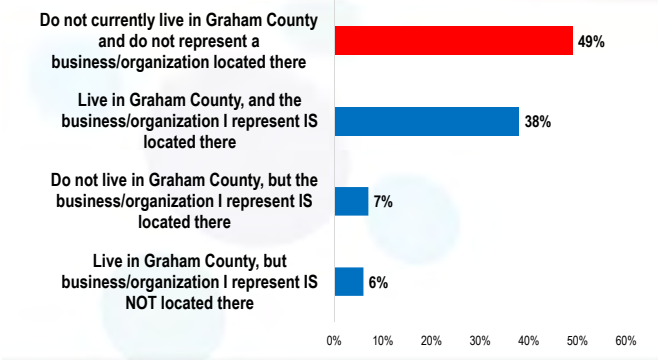 Do not currently live in Graham County
and do not represent a
business/organization located there
49%
Live in Graham County, and the
business/organization I represent IS
located there
38%
Do not live in Graham County, but the
business/organization I represent IS
located there
7%
Live in Graham County, but
business/organization I represent IS
NOT located there
6%
0% 10% 20% 30% 40% 50% 60%